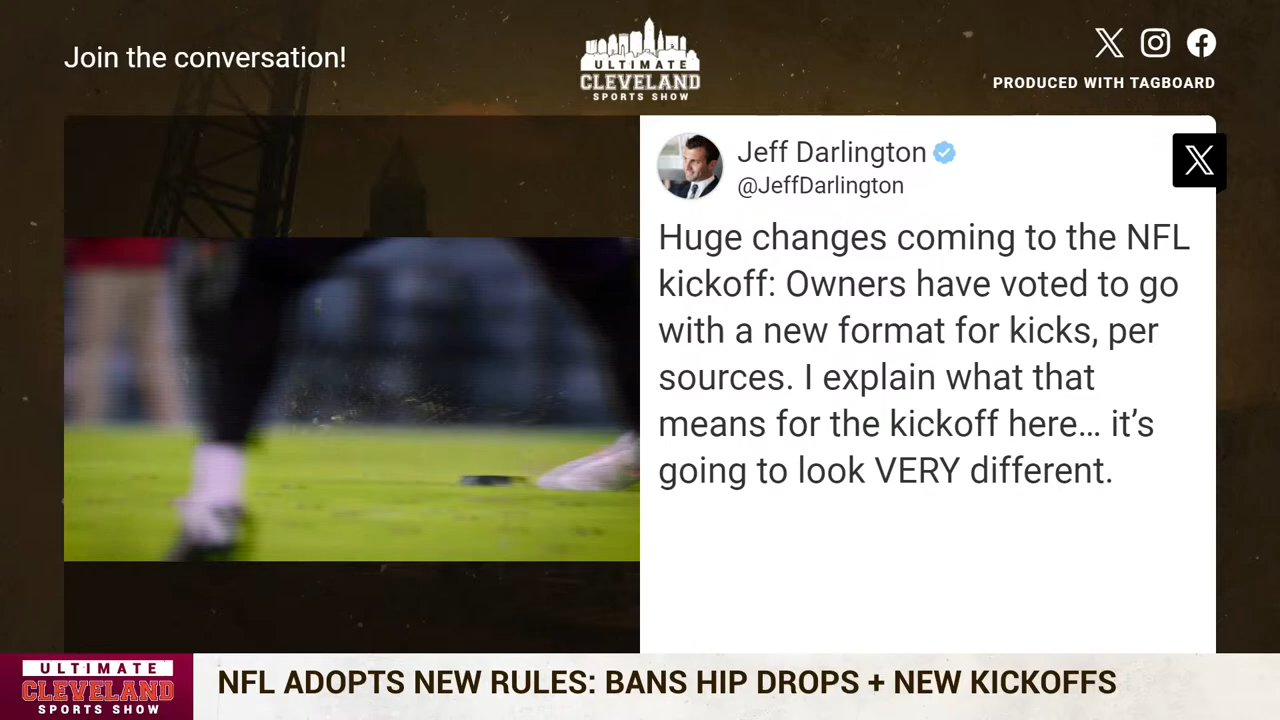 Join the conversation!
ULTIMATE
CLEVELAND
SPORTS SHOW
PRODUCED WITH TAGBOARD
Jeff Darlington
@JeffDarlington
Huge changes coming to the NFL
kickoff: Owners have voted to go
with a new format for kicks, per
sources. I explain what that
means for the kickoff here… it’s
going to look VERY different.
ULTIMATE
CLEVELAND
SPORTS SHOW
NFL ADOPTS NEW RULES: BANS HIP DROPS + NEW KICKOFFS